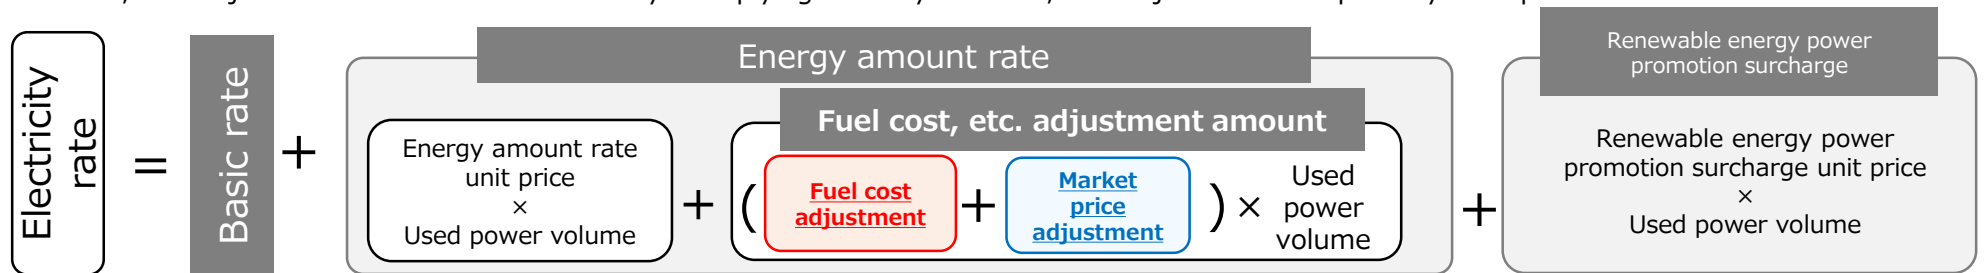 Electricity
rate
=
Basic rate
+
Energy amount rate
Energy amount rate
unit price
×
Used power volume
+
Fuel cost, etc. adjustment amount
(
Fuel cost
adjustment
+
Market
price
adjustment
)
×
Used
power
volume
+
Renewable energy power
promotion surcharge
Renewable energy power
promotion surcharge unit price
×
Used power volume